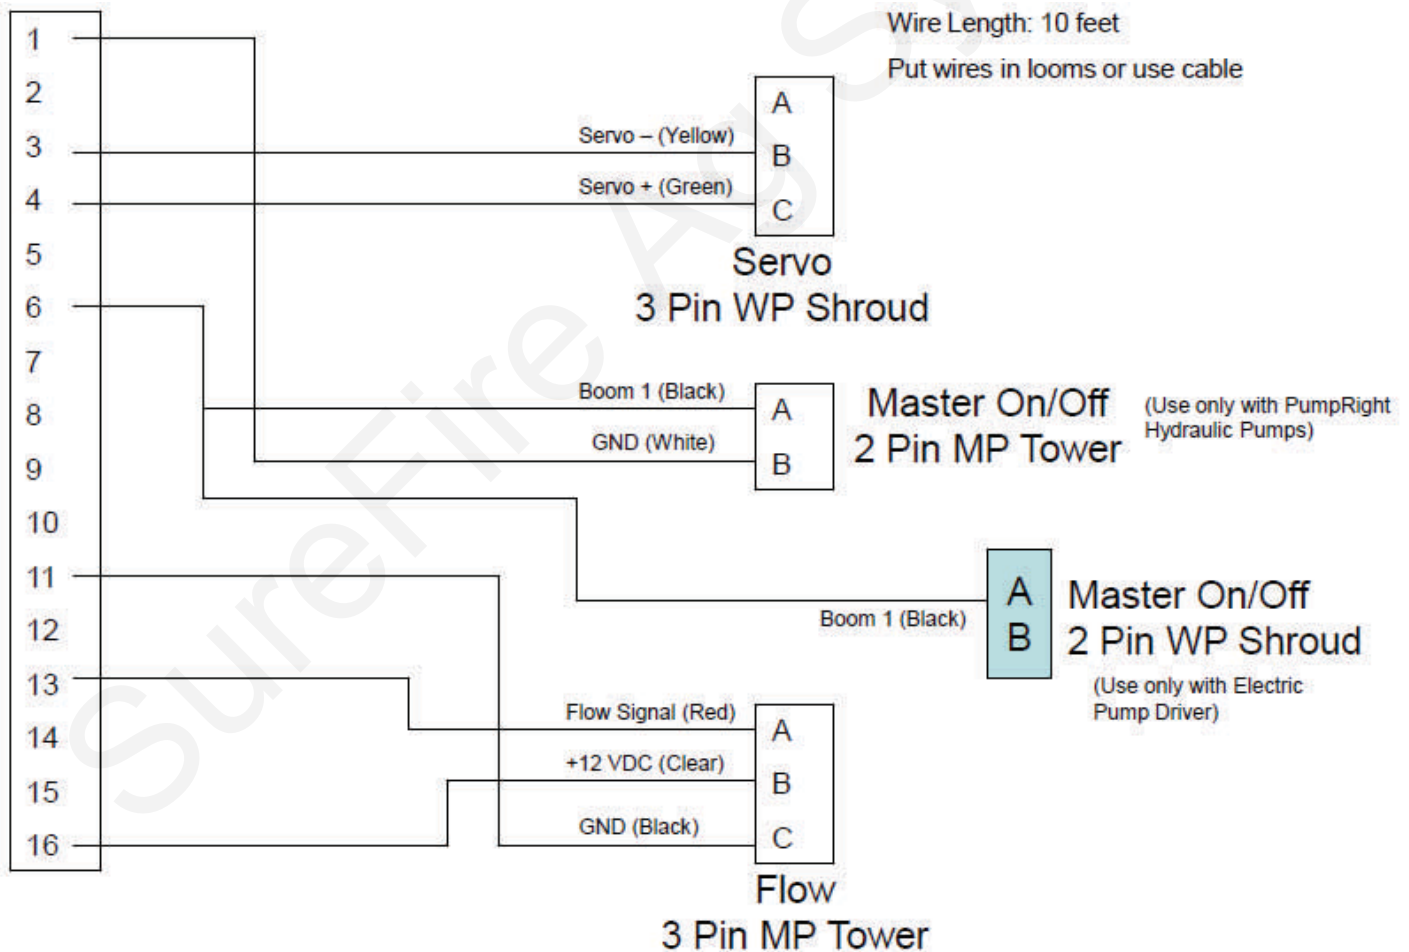 Wire Length: 10 feet
Put wires in looms or use cable
1
2
3
4
5
6
7
8
9
10
11
12
13
14
15
16
Servo – (Yellow)
Servo + (Green)
A
B
C
Servo
3 Pin WP Shroud
Boom 1 (Black)
GND (White)
A
B
Master On/Off
2 Pin MP Tower
(Use only with PumpRight
Hydraulic Pumps)
Boom 1 (Black)
A
B
Master On/Off
2 Pin WP Shroud
(Use only with Electric
Pump Driver)
Flow Signal (Red)
+12 VDC (Clear)
GND (Black)
A
B
C
Flow
3 Pin MP Tower
SureFire Ag Sy